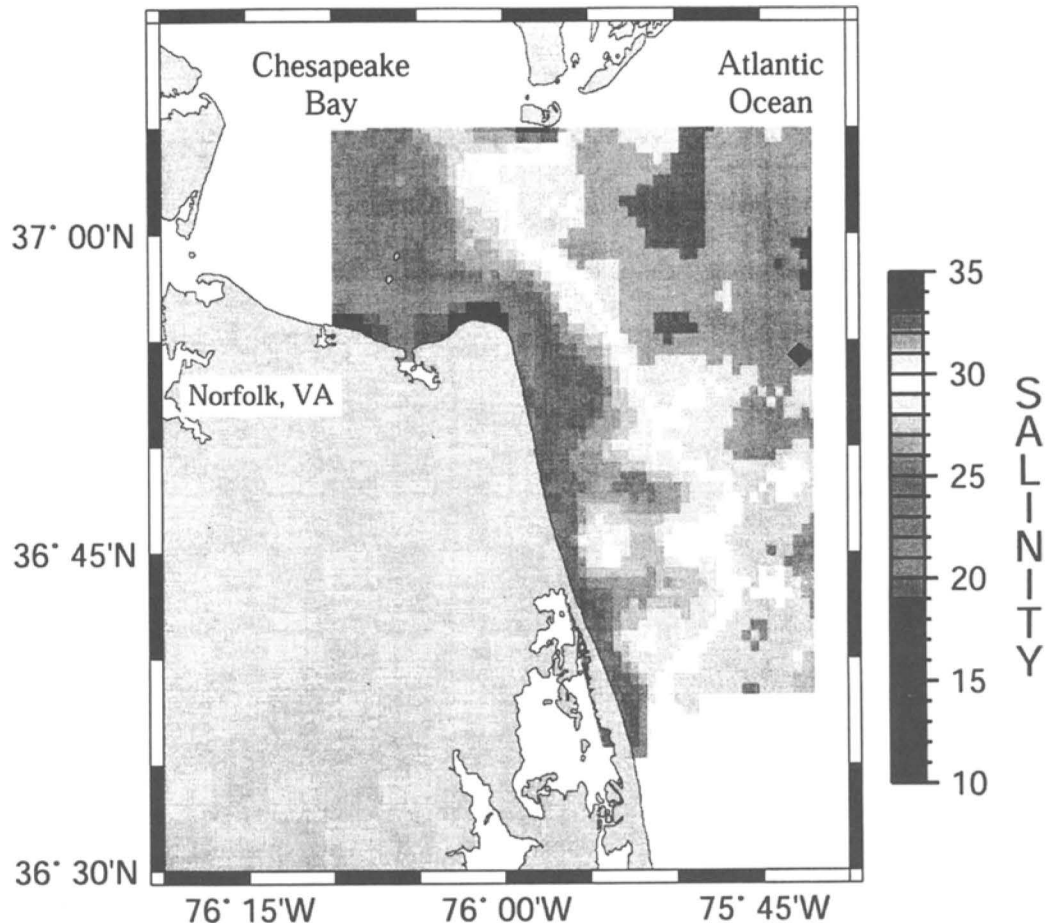 Chesapeake
Bay
Atlantic
Ocean
37° 00'N
Norfolk, VA
36° 45'N
36° 30'N
76° 15'W
76° 00'W
75° 45'W
35
30
25
20
15
10
SALINITY